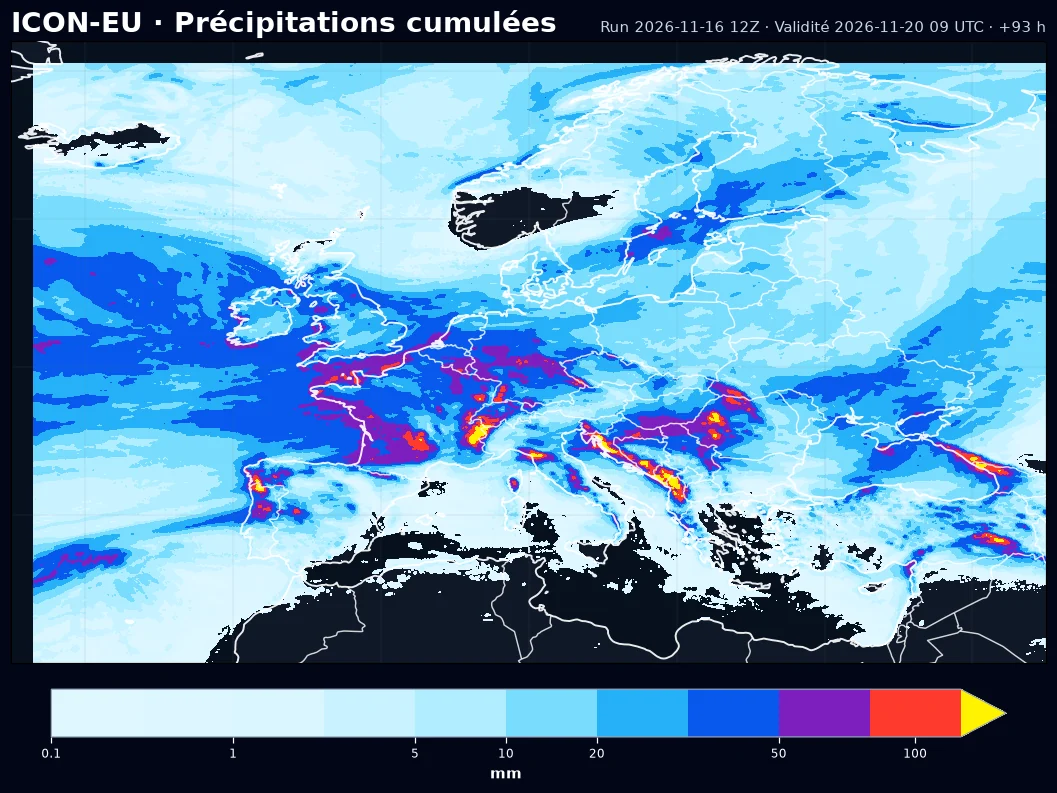 ICON-EU · Précipitations cumulées
Run 2026-11-16 12Z · Validité 2026-11-20 09 UTC · +93 h
0.1 1 5 10 20 50 100
mm